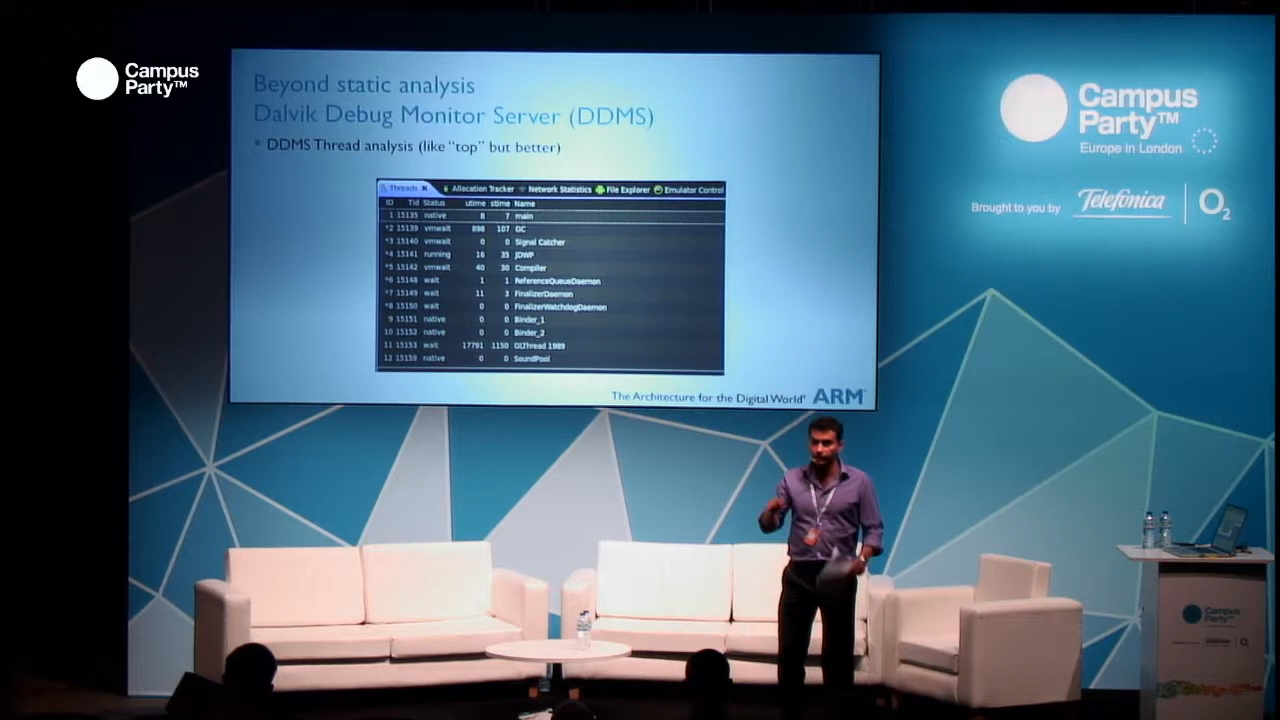 Campus
Party™
Beyond static analysis
Dalvik Debug Monitor Server (DDMS)
DDMS Thread analysis (like "top" but better)
Threads Allocation Tracker Network Statistics File Explorer Emulator Control
ID Tid Status utime stime Name
1 15135 native 8 7 main
*2 15139 vmwait 898 107 GC
*3 15140 vmwait 0 0 Signal Catcher
*4 15141 running 16 35 JDWP
*5 15142 vmwait 40 30 Compiler
*6 15148 wait 1 1 ReferenceQueueDaemon
*7 15149 wait 11 3 FinalizerDaemon
*8 15150 wait 0 0 FinalizerWatchdogDaemon
9 15151 native 0 0 Binder_1
10 15152 native 0 0 Binder_2
11 15153 wait 17791 1150 GLThread 1989
12 15159 native 0 0 SoundPool
The Architecture for the Digital World® ARM®
Campus
Party™
Europe in London
Brought to you by Telefónica O2
Campus
Party